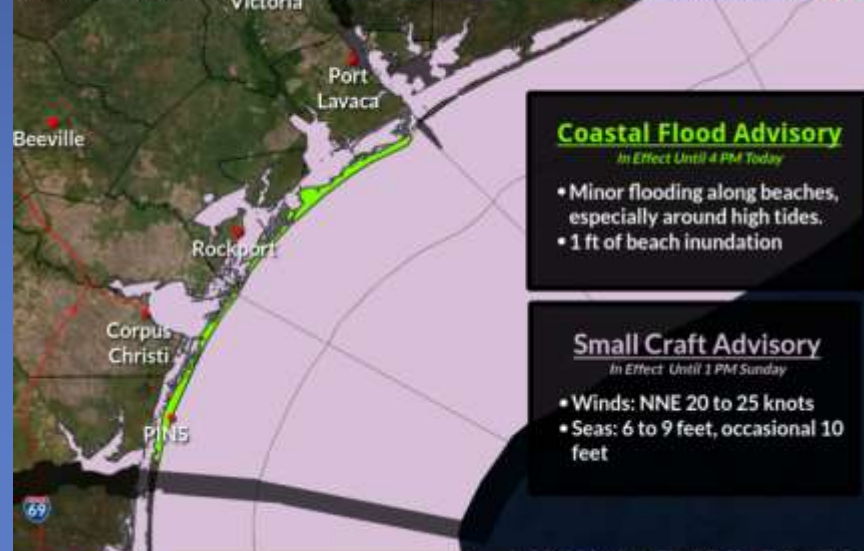 Victoria
Port
Lavaca
Beeville
Coastal Flood Advisory
In Effect Until 4 PM Today
• Minor flooding along beaches,
especially around high tides.
• 1 ft of beach inundation
Rockport
Corpus
Christi
Small Craft Advisory
In Effect Until 1 PM Sunday
• Winds: NNE 20 to 25 knots
• Seas: 6 to 9 feet, occasional 10
feet
PINS
69